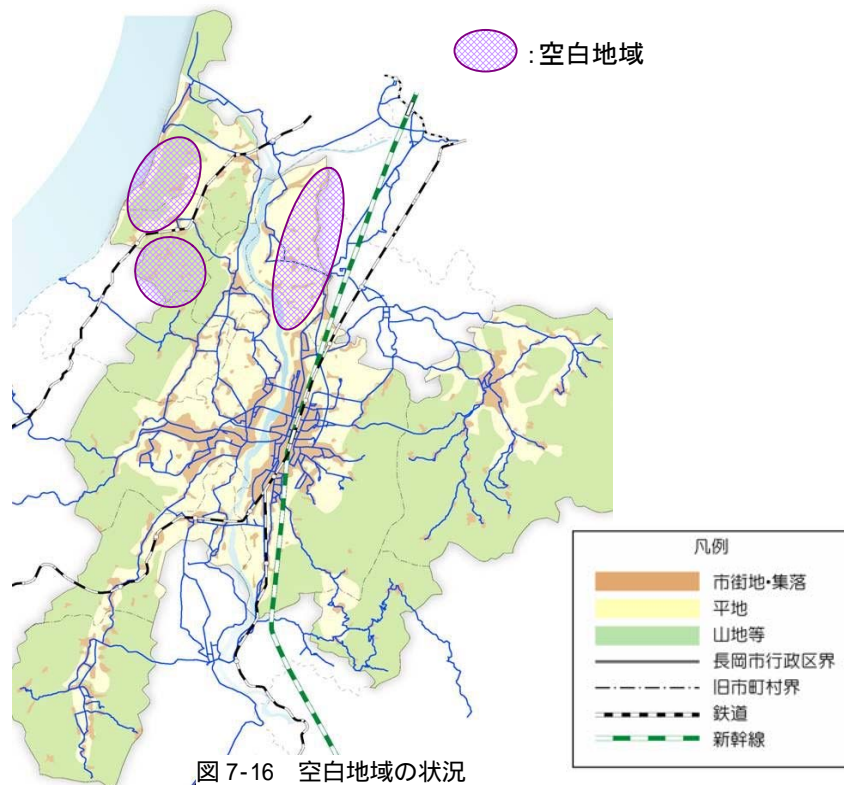 ：空白地域
凡例
市街地・集落
平地
山地等
長岡市行政区界
旧市町村界
鉄道
新幹線
図 7-16 空白地域の状況